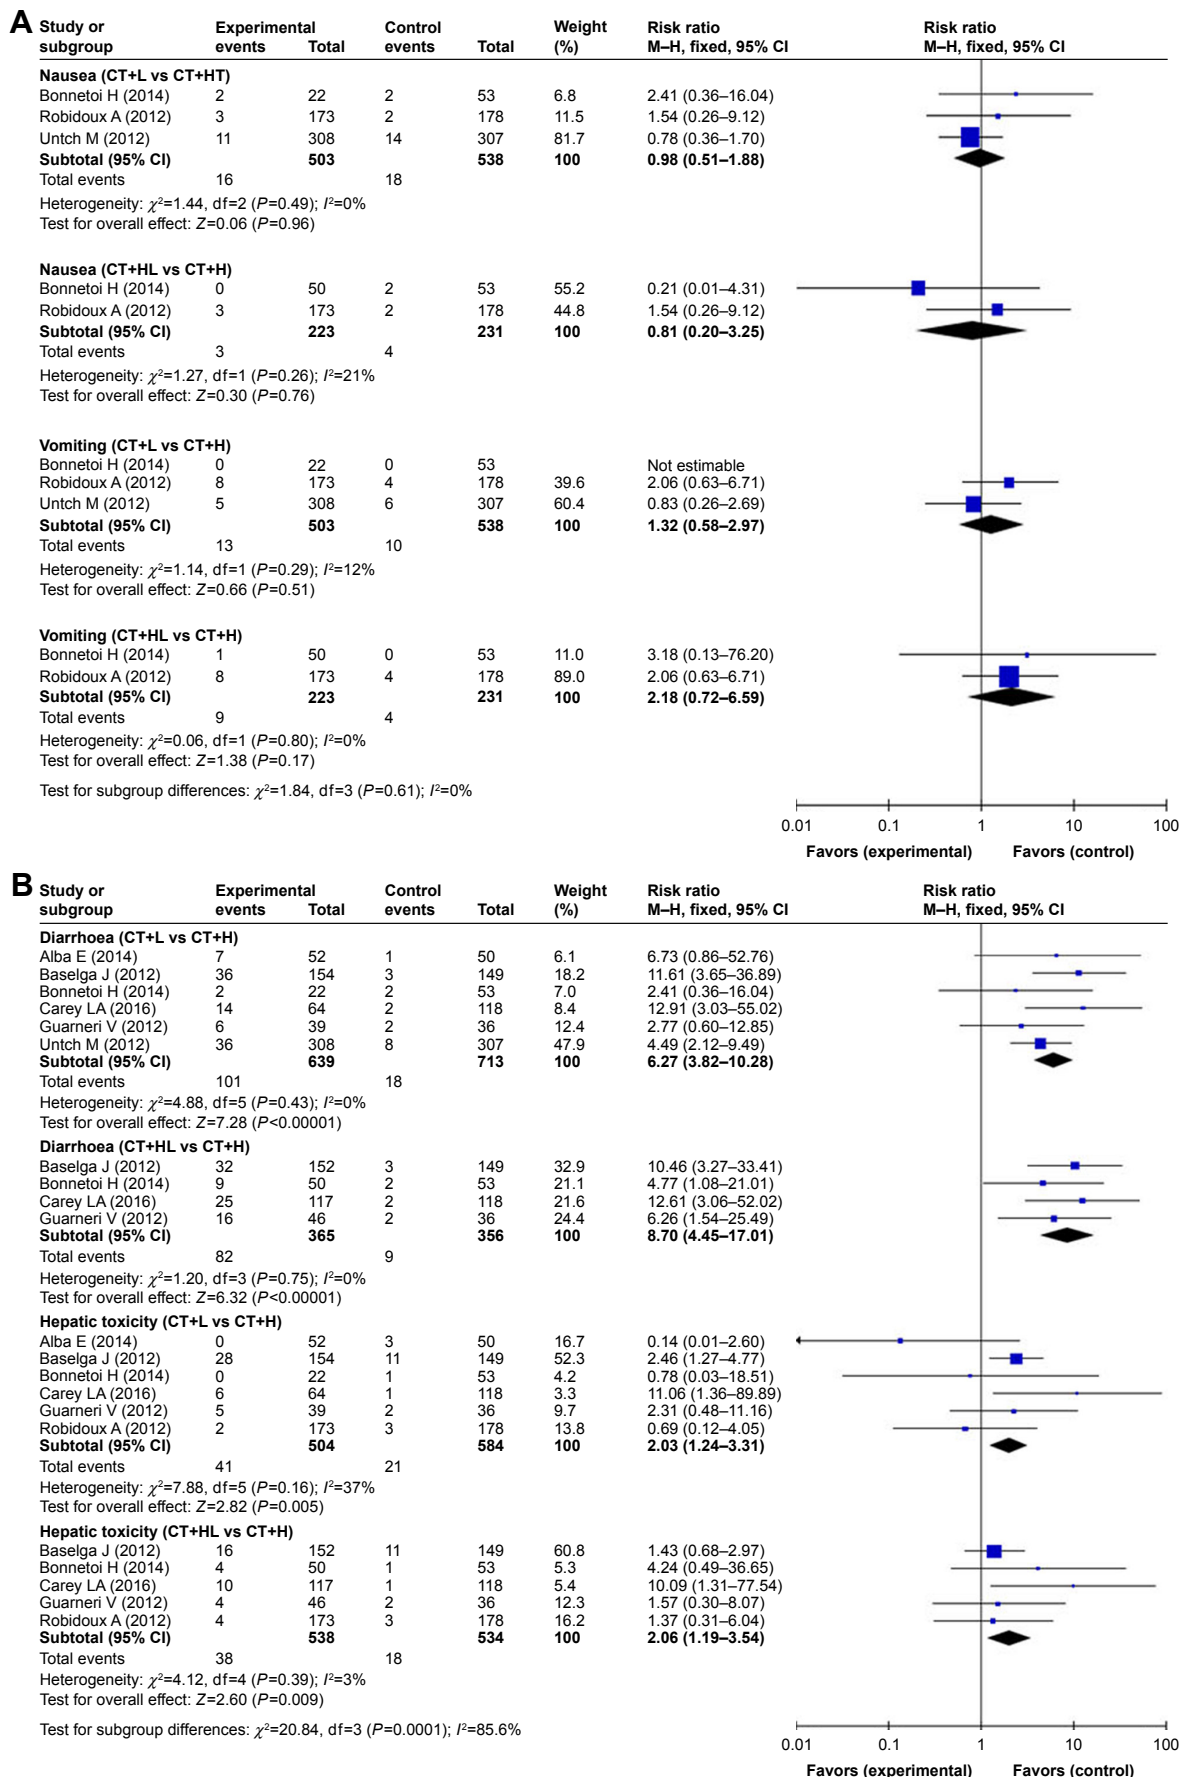 A
Study or subgroup Experimental events Total Control events Total Weight (%) Risk ratio M–H, fixed, 95% CI Risk ratio M–H, fixed, 95% CI
Nausea (CT+L vs CT+HT)
Bonnetoi H (2014) 2 22 2 53 6.8 2.41 (0.36–16.04)
Robidoux A (2012) 3 173 2 178 11.5 1.54 (0.26–9.12)
Untch M (2012) 11 308 14 307 81.7 0.78 (0.36–1.70)
Subtotal (95% CI) 503 538 100 0.98 (0.51–1.88)
Total events 16 18
Heterogeneity: χ²=1.44, df=2 (P=0.49); I²=0%
Test for overall effect: Z=0.06 (P=0.96)
Nausea (CT+HL vs CT+H)
Bonnetoi H (2014) 0 50 2 53 55.2 0.21 (0.01–4.31)
Robidoux A (2012) 3 173 2 178 44.8 1.54 (0.26–9.12)
Subtotal (95% CI) 223 231 100 0.81 (0.20–3.25)
Total events 3 4
Heterogeneity: χ²=1.27, df=1 (P=0.26); I²=21%
Test for overall effect: Z=0.30 (P=0.76)
Vomiting (CT+L vs CT+H)
Bonnetoi H (2014) 0 22 0 53 Not estimable
Robidoux A (2012) 8 173 4 178 39.6 2.06 (0.63–6.71)
Untch M (2012) 5 308 6 307 60.4 0.83 (0.26–2.69)
Subtotal (95% CI) 503 538 100 1.32 (0.58–2.97)
Total events 13 10
Heterogeneity: χ²=1.14, df=1 (P=0.29); I²=12%
Test for overall effect: Z=0.66 (P=0.51)
Vomiting (CT+HL vs CT+H)
Bonnetoi H (2014) 1 50 0 53 11.0 3.18 (0.13–76.20)
Robidoux A (2012) 8 173 4 178 89.0 2.06 (0.63–6.71)
Subtotal (95% CI) 223 231 100 2.18 (0.72–6.59)
Total events 9 4
Heterogeneity: χ²=0.06, df=1 (P=0.80); I²=0%
Test for overall effect: Z=1.38 (P=0.17)
Test for subgroup differences: χ²=1.84, df=3 (P=0.61); I²=0%
0.01 0.1 1 10 100
Favors (experimental) Favors (control)
B
Study or subgroup Experimental events Total Control events Total Weight (%) Risk ratio M–H, fixed, 95% CI Risk ratio M–H, fixed, 95% CI
Diarrhoea (CT+L vs CT+H)
Alba E (2014) 7 52 1 50 6.1 6.73 (0.86–52.76)
Baselga J (2012) 36 154 3 149 18.2 11.61 (3.65–36.89)
Bonnetoi H (2014) 2 22 2 53 7.0 2.41 (0.36–16.04)
Carey LA (2016) 14 64 2 118 8.4 12.91 (3.03–55.02)
Guarneri V (2012) 6 39 2 36 12.4 2.77 (0.60–12.85)
Untch M (2012) 36 308 8 307 47.9 4.49 (2.12–9.49)
Subtotal (95% CI) 639 713 100 6.27 (3.82–10.28)
Total events 101 18
Heterogeneity: χ²=4.88, df=5 (P=0.43); I²=0%
Test for overall effect: Z=7.28 (P<0.00001)
Diarrhoea (CT+HL vs CT+H)
Baselga J (2012) 32 152 3 149 32.9 10.46 (3.27–33.41)
Bonnetoi H (2014) 9 50 2 53 21.1 4.77 (1.08–21.01)
Carey LA (2016) 25 117 2 118 21.6 12.61 (3.06–52.02)
Guarneri V (2012) 16 46 2 36 24.4 6.26 (1.54–25.49)
Subtotal (95% CI) 365 356 100 8.70 (4.45–17.01)
Total events 82 9
Heterogeneity: χ²=1.20, df=3 (P=0.75); I²=0%
Test for overall effect: Z=6.32 (P<0.00001)
Hepatic toxicity (CT+L vs CT+H)
Alba E (2014) 0 52 3 50 16.7 0.14 (0.01–2.60)
Baselga J (2012) 28 154 11 149 52.3 2.46 (1.27–4.77)
Bonnetoi H (2014) 0 22 1 53 4.2 0.78 (0.03–18.51)
Carey LA (2016) 6 64 1 118 3.3 11.06 (1.36–89.89)
Guarneri V (2012) 5 39 2 36 9.7 2.31 (0.48–11.16)
Robidoux A (2012) 2 173 3 178 13.8 0.69 (0.12–4.05)
Subtotal (95% CI) 504 584 100 2.03 (1.24–3.31)
Total events 41 21
Heterogeneity: χ²=7.88, df=5 (P=0.16); I²=37%
Test for overall effect: Z=2.82 (P=0.005)
Hepatic toxicity (CT+HL vs CT+H)
Baselga J (2012) 16 152 11 149 60.8 1.43 (0.68–2.97)
Bonnetoi H (2014) 4 50 1 53 5.3 4.24 (0.49–36.65)
Carey LA (2016) 10 117 1 118 5.4 10.09 (1.31–77.54)
Guarneri V (2012) 4 46 2 36 12.3 1.57 (0.30–8.07)
Robidoux A (2012) 4 173 3 178 16.2 1.37 (0.31–6.04)
Subtotal (95% CI) 538 534 100 2.06 (1.19–3.54)
Total events 38 18
Heterogeneity: χ²=4.12, df=4 (P=0.39); I²=3%
Test for overall effect: Z=2.60 (P=0.009)
Test for subgroup differences: χ²=20.84, df=3 (P=0.0001); I²=85.6%
0.01 0.1 1 10 100
Favors (experimental) Favors (control)